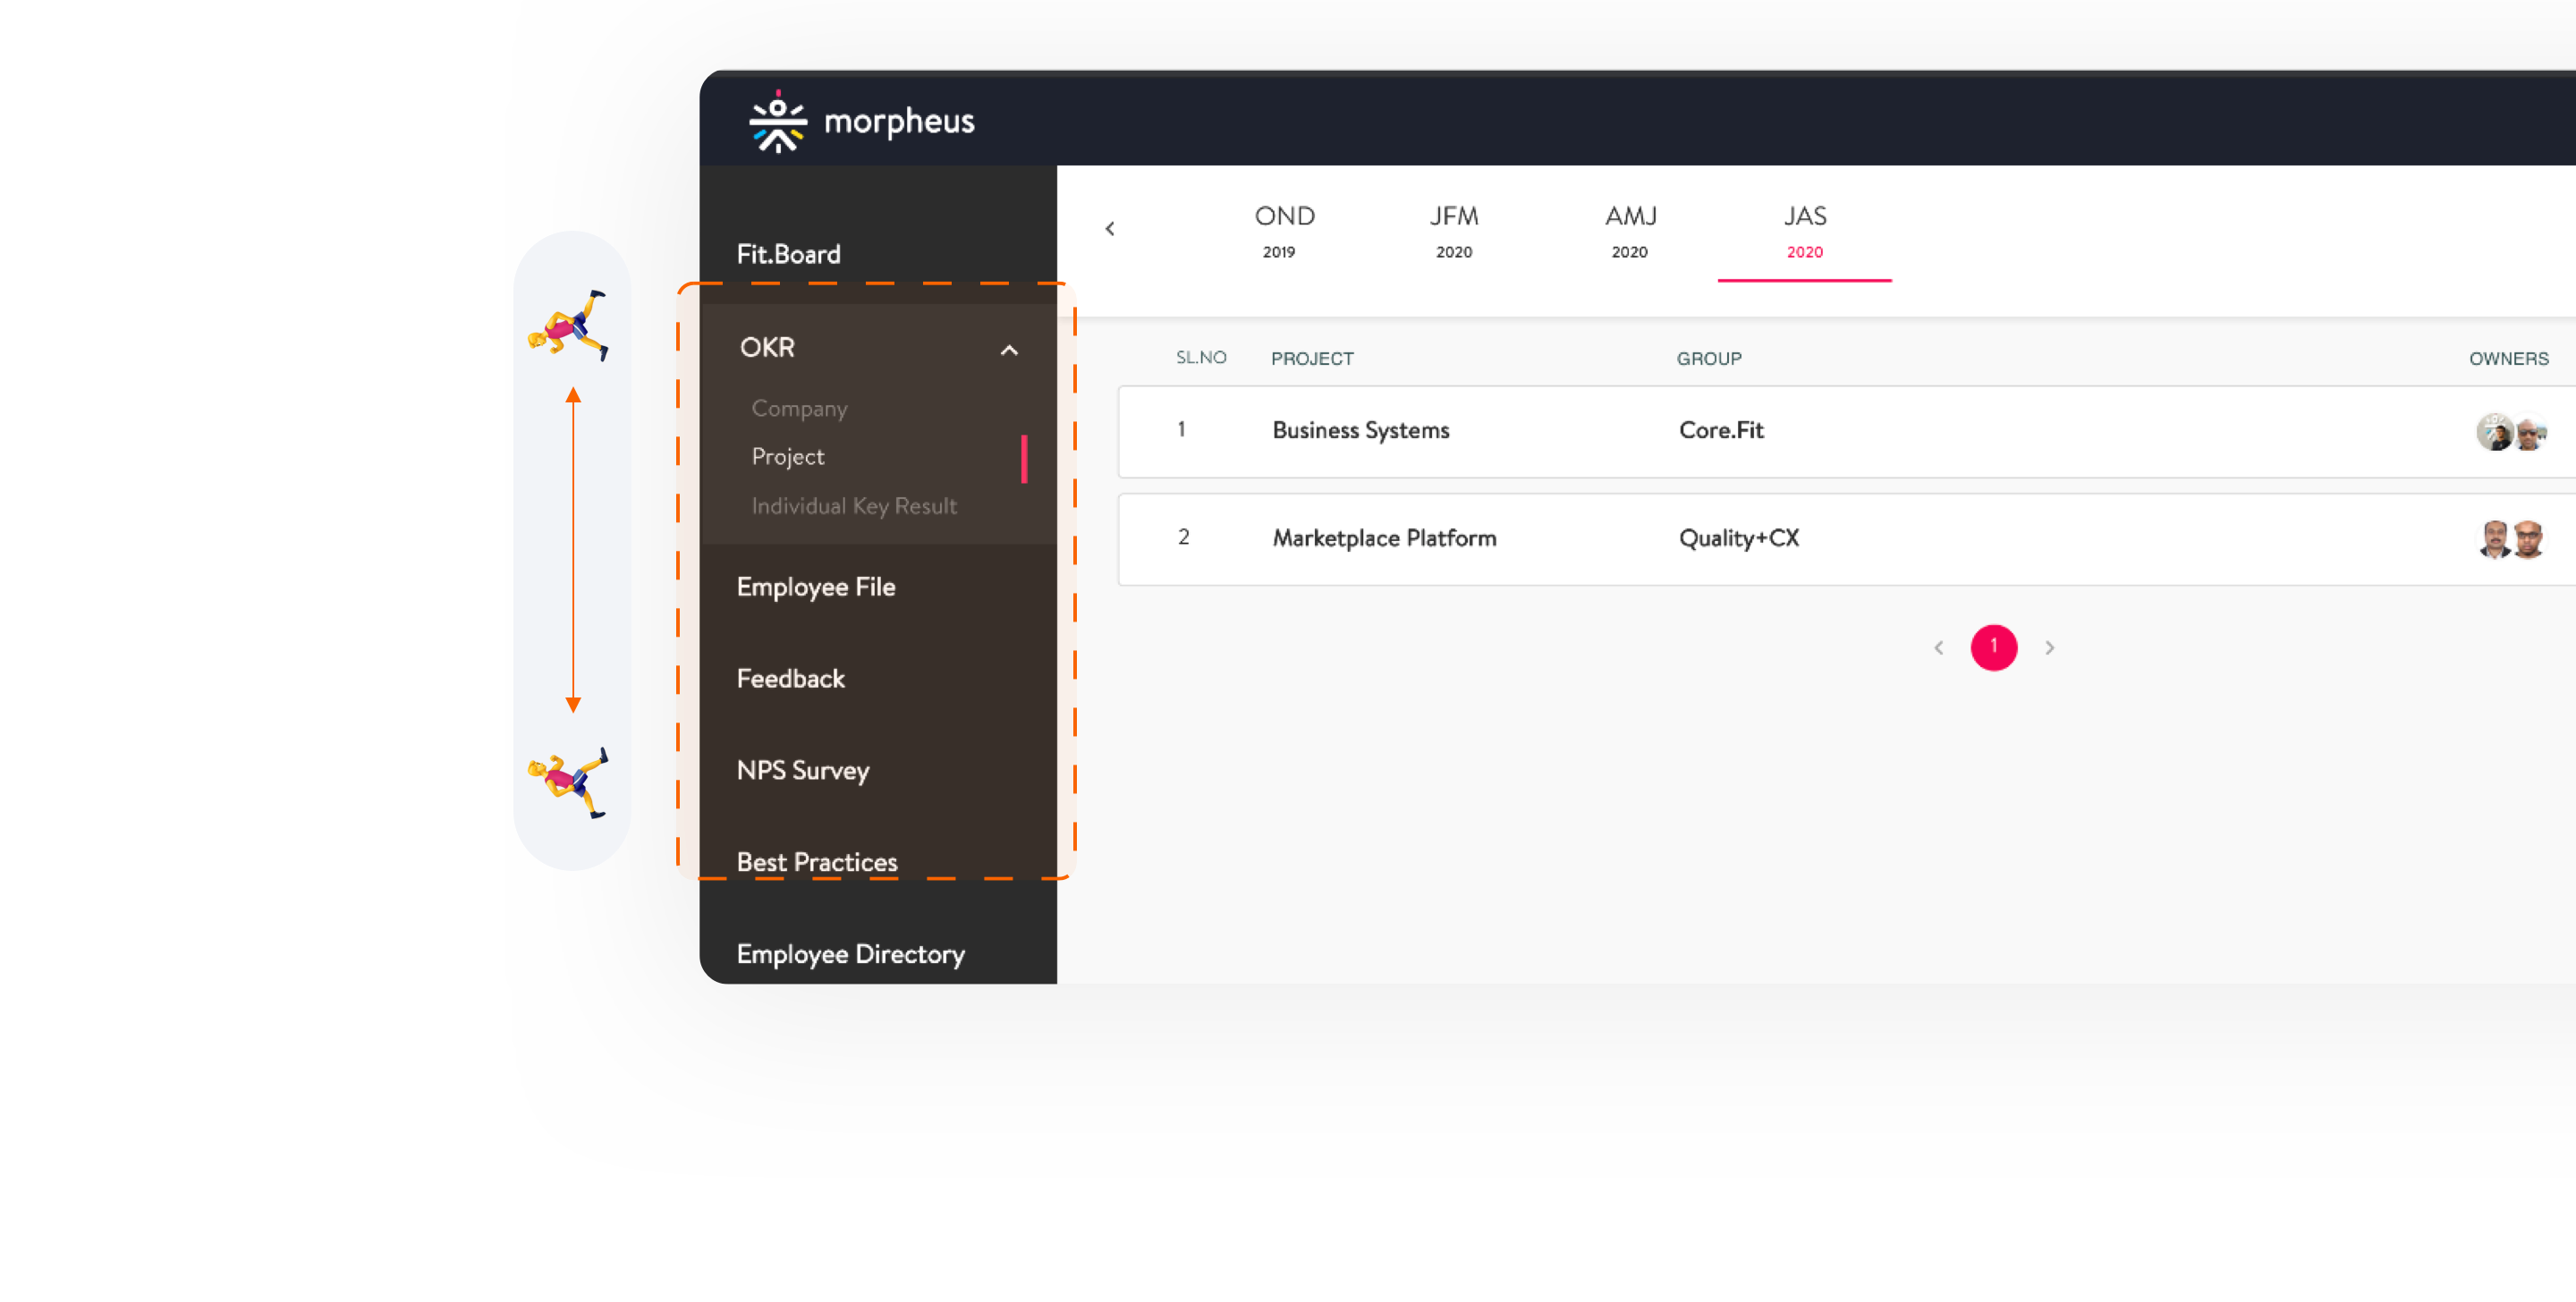 morpheus
Fit.Board
OKR
Company
Project
Individual Key Result
Employee File
Feedback
NPS Survey
Best Practices
Employee Directory
OND JFM AMJ JAS
2019 2020 2020 2020
SL.NO PROJECT GROUP OWNERS
1 Business Systems Core.Fit
2 Marketplace Platform Quality+CX
1